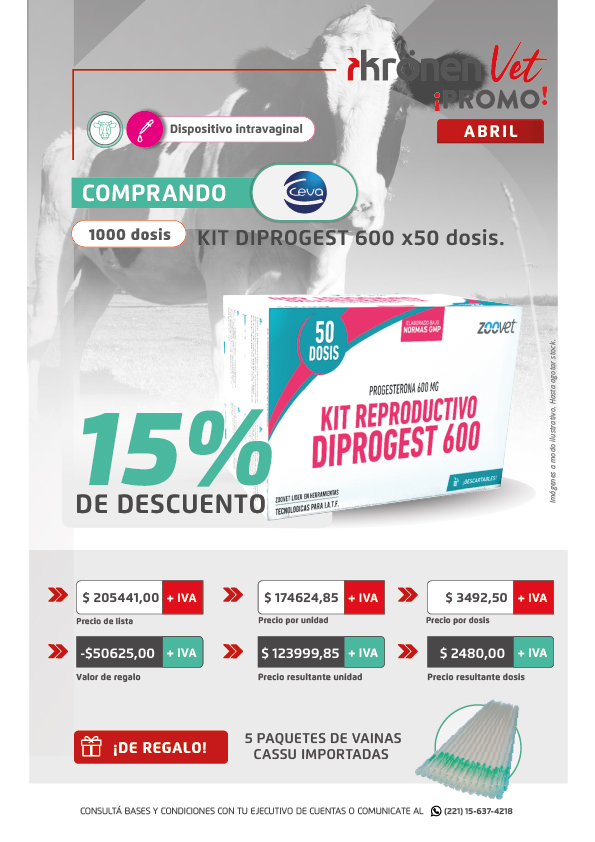 krönen Vet
¡PROMO!
ABRIL
Dispositivo intravaginal
COMPRANDO
Ceva
1000 dosis
KIT DIPROGEST 600 x50 dosis.
50
DOSIS
ELABORADO BAJO
NORMAS GMP
zoovet
PROGESTERONA 600 MG
KIT REPRODUCTIVO
DIPROGEST 600
¡DESCARTABLES!
ZOOVET LIDER EN HERRAMIENTAS
TECNOLOGICAS PARA I.A.T.F.
Imágenes a modo ilustrativo. Hasta agotar stock.
15%
DE DESCUENTO
$ 205441,00 + IVA
Precio de lista
$ 174624,85 + IVA
Precio por unidad
$ 3492,50 + IVA
Precio por dosis
-$50625,00 + IVA
Valor de regalo
$ 123999,85 + IVA
Precio resultante unidad
$ 2480,00 + IVA
Precio resultante dosis
¡DE REGALO!
5 PAQUETES DE VAINAS
CASSU IMPORTADAS
CONSULTÁ BASES Y CONDICIONES CON TU EJECUTIVO DE CUENTAS O COMUNICATE AL (221) 15-637-4218